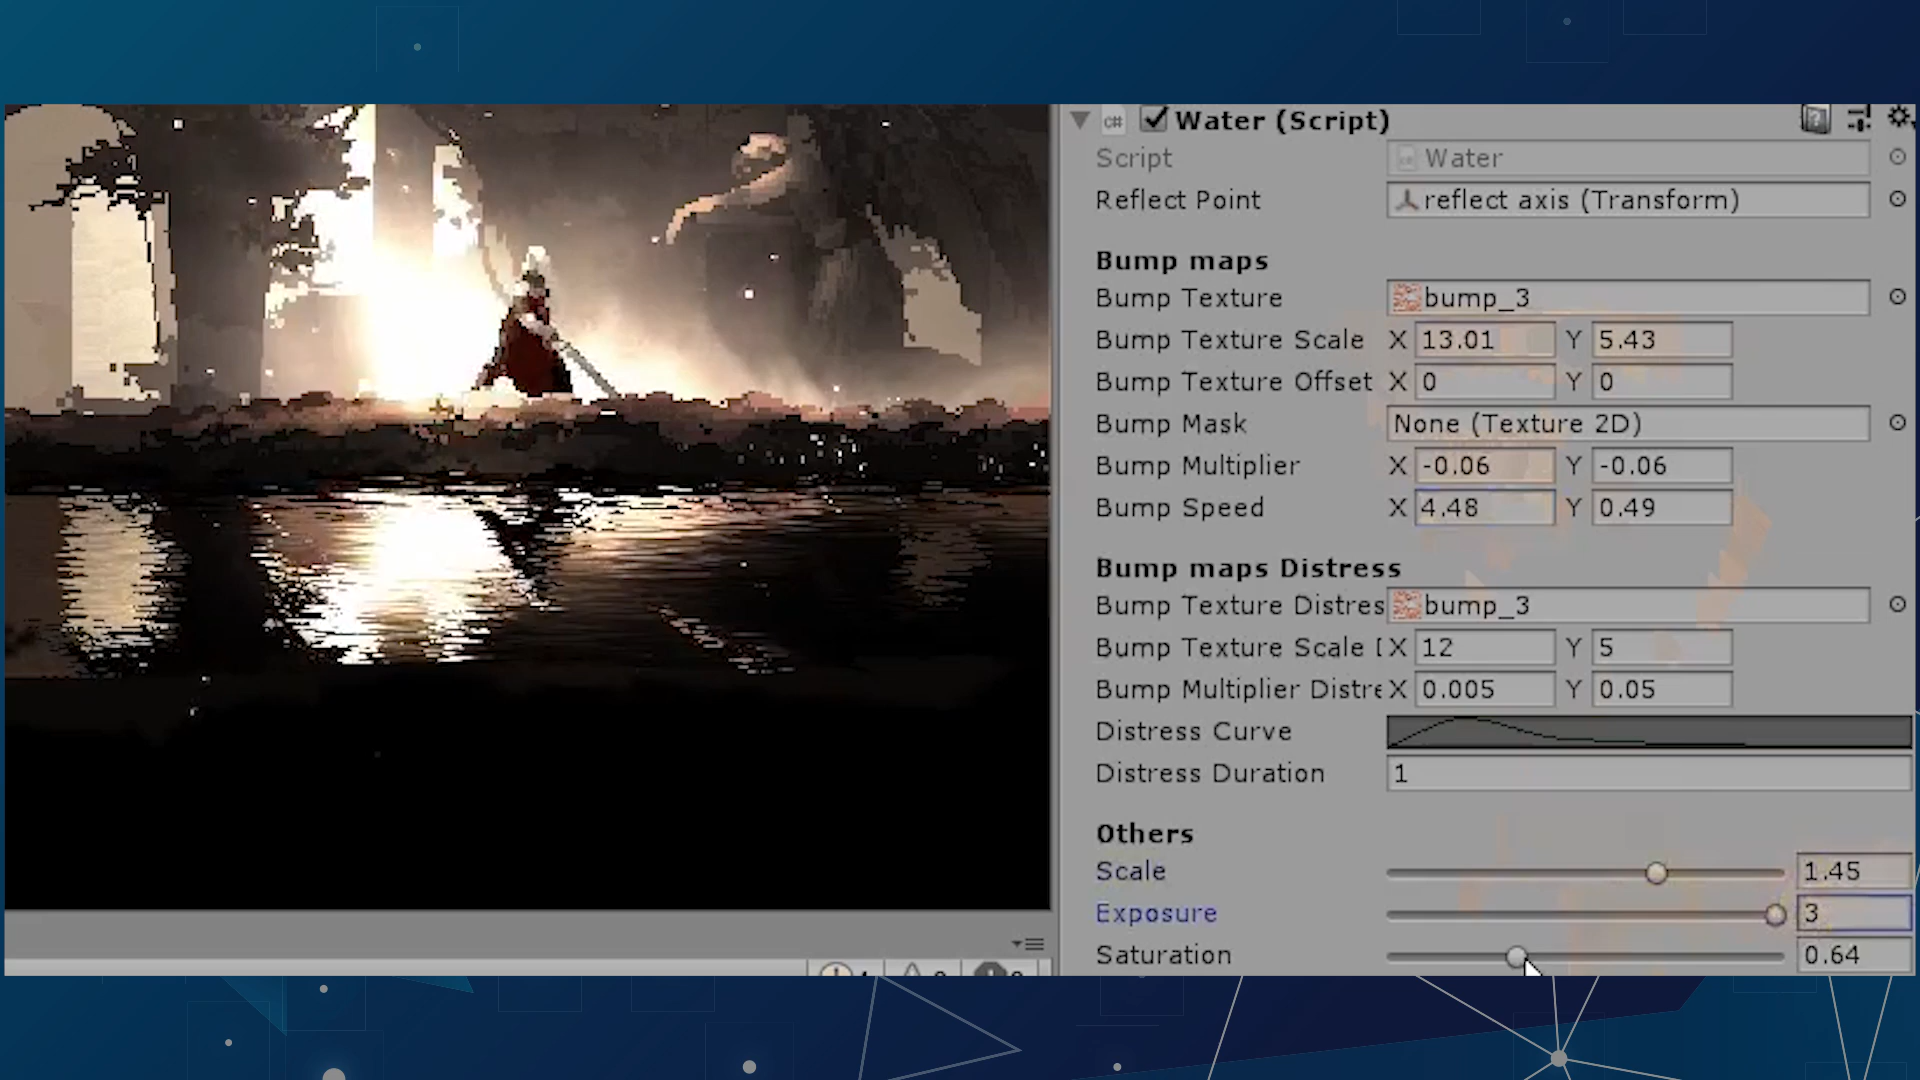 c# Water (Script)
Script Water
Reflect Point reflect axis (Transform)
Bump maps
Bump Texture bump_3
Bump Texture Scale X 13.01 Y 5.43
Bump Texture Offset X 0 Y 0
Bump Mask None (Texture 2D)
Bump Multiplier X -0.06 Y -0.06
Bump Speed X 4.48 Y 0.49
Bump maps Distress
Bump Texture Distres bump_3
Bump Texture Scale X 12 Y 5
Bump Multiplier Distre X 0.005 Y 0.05
Distress Curve
Distress Duration 1
Others
Scale 1.45
Exposure 3
Saturation 0.64